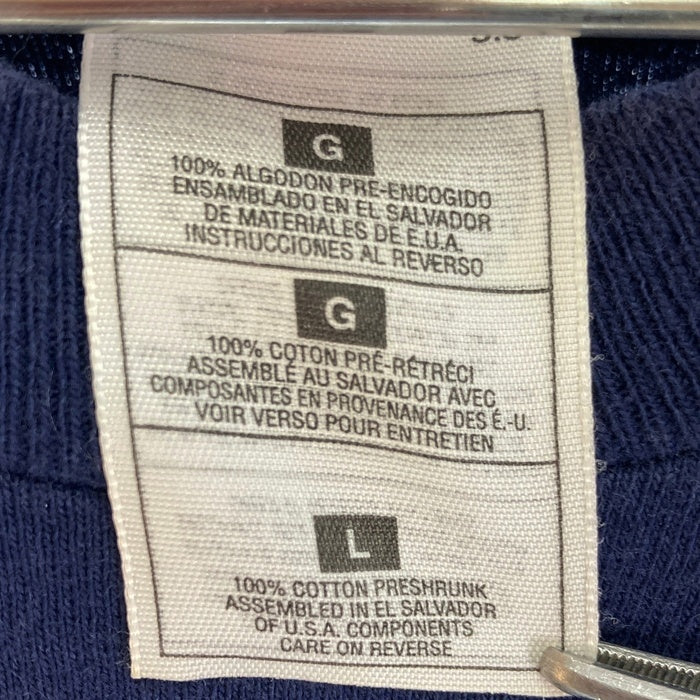 G
100% ALGODON PRE-ENCOGIDO
ENSAMBLADO EN EL SALVADOR
DE MATERIALES DE E.U.A.
INSTRUCCIONES AL REVERSO
G
100% COTON PRÉ-RÉTRÉCI
ASSEMBLÉ AU SALVADOR AVEC
COMPOSANTES EN PROVENANCE DES É.-U.
VOIR VERSO POUR ENTRETIEN
L
100% COTTON PRESHRUNK
ASSEMBLED IN EL SALVADOR
OF U.S.A. COMPONENTS
CARE ON REVERSE